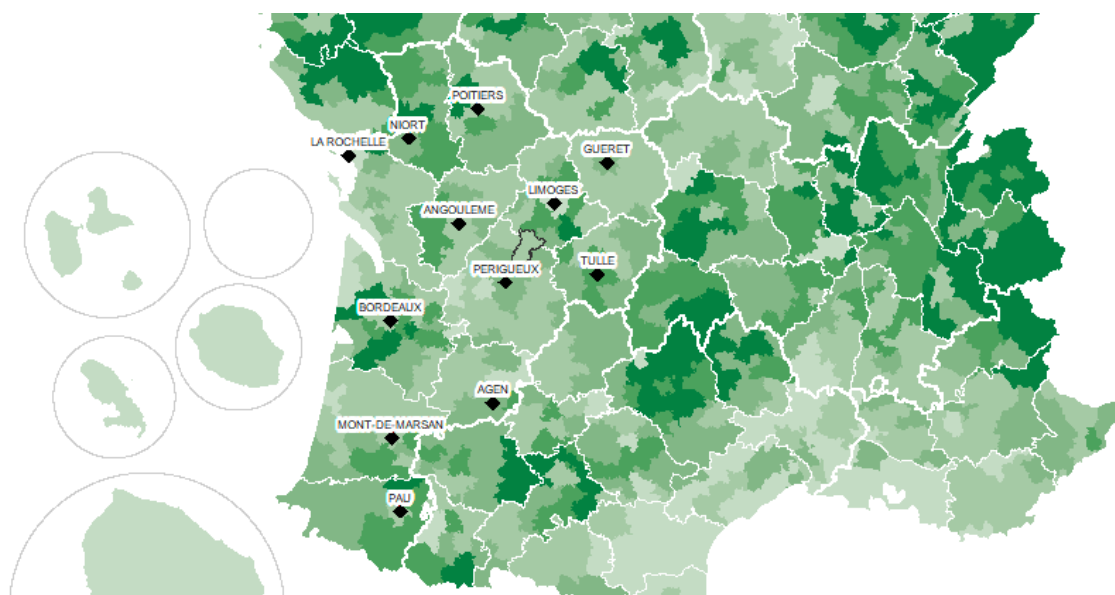 POITIERS
NIORT
LA ROCHELLE
GUERET
LIMOGES
ANGOULEME
TULLE
PERIGUEUX
BORDEAUX
AGEN
MONT-DE-MARSAN
PAU